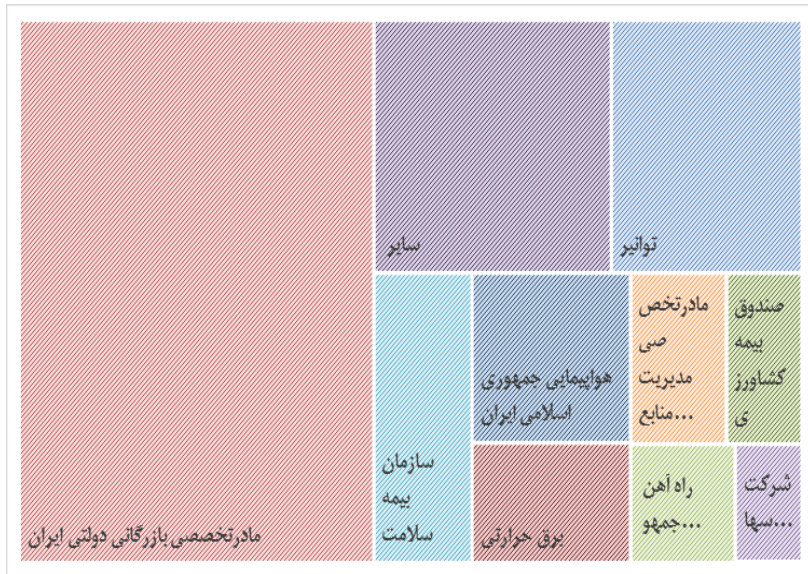 توانیر
سایر
مادرتخصصی بازرگانی دولتی ایران
صندوق
بیمه
کشاورز
ی
مادرتخص
صی
مدیریت
منابع...
هواپیمایی جمهوری
اسلامی ایران
سازمان
بیمه
سلامت
شرکت
سها...
راه آهن
جمهو...
برق حرارتی